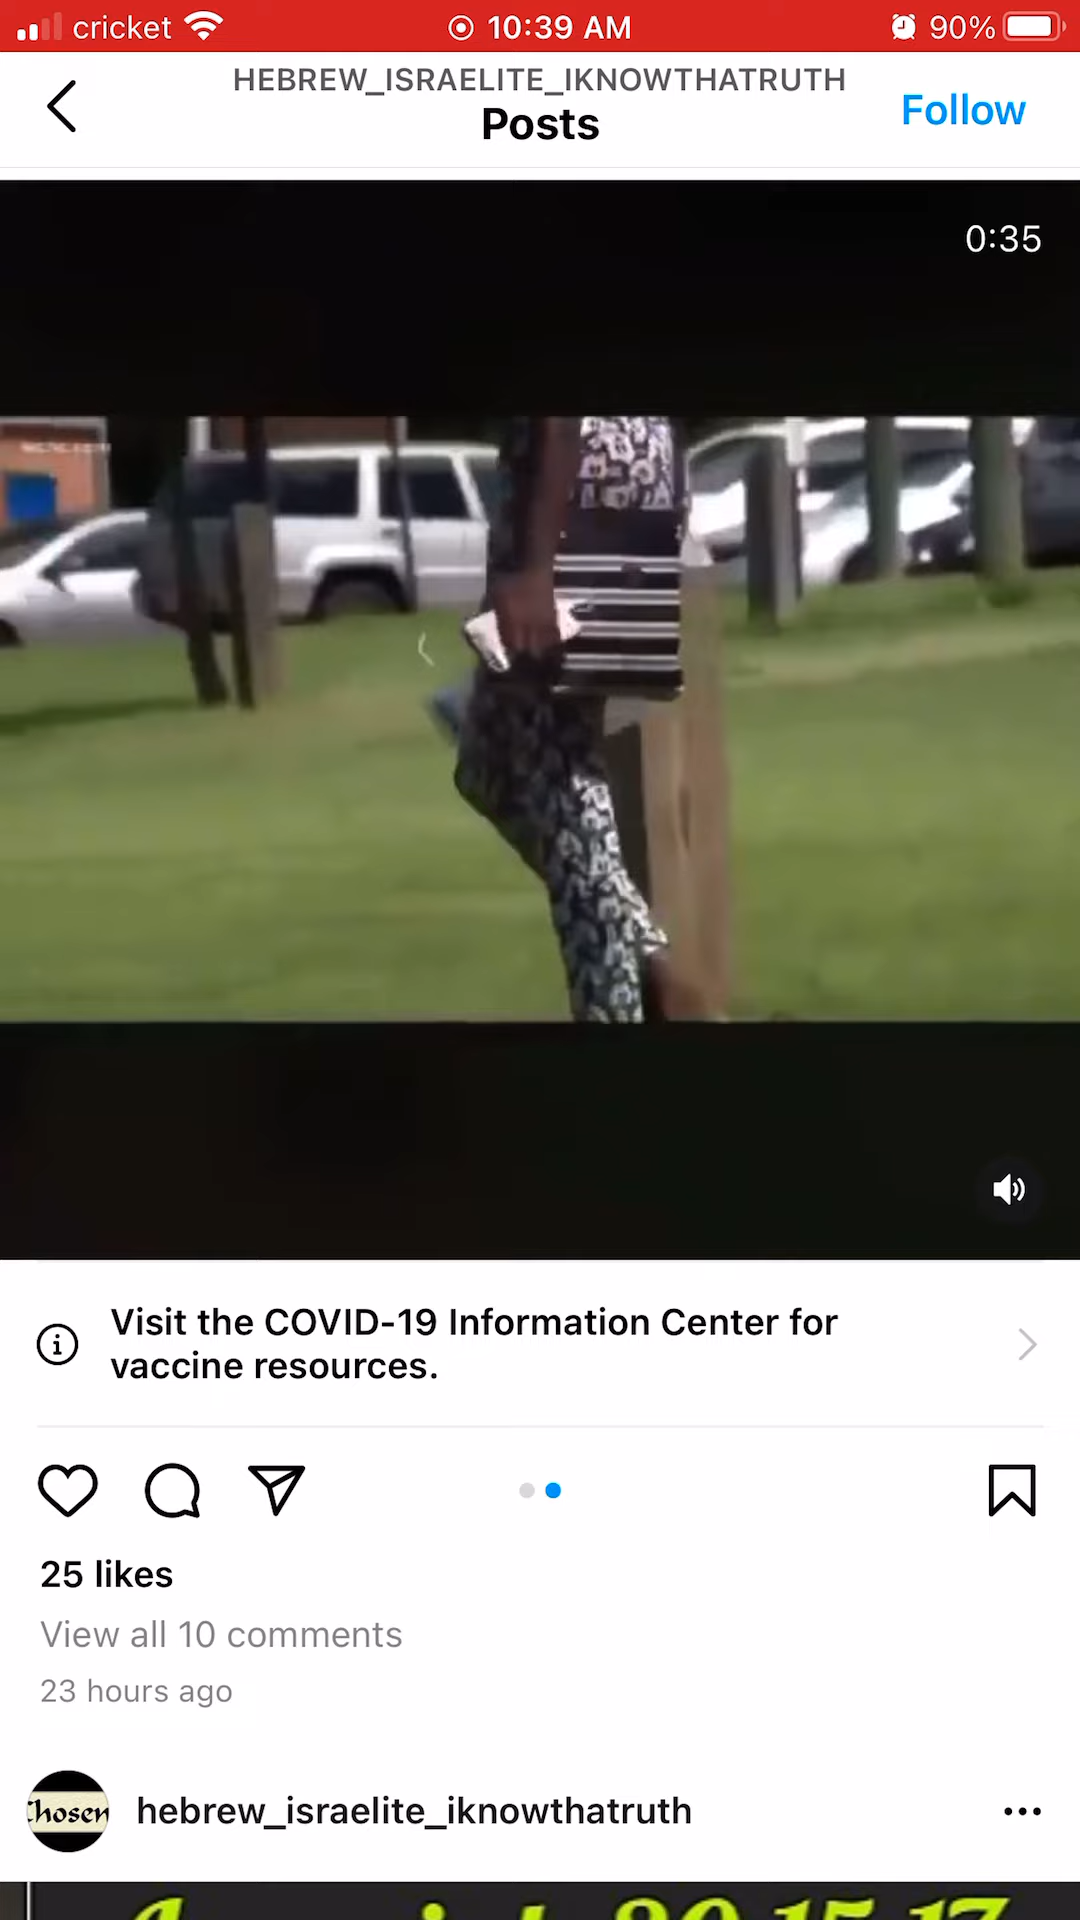 cricket 10:39 AM 90%
HEBREW_ISRAELITE_IKNOWTHATRUTH
Posts
Follow
0:35
Visit the COVID-19 Information Center for
vaccine resources.
25 likes
View all 10 comments
23 hours ago
Chosen
hebrew_israelite_iknowthatruth